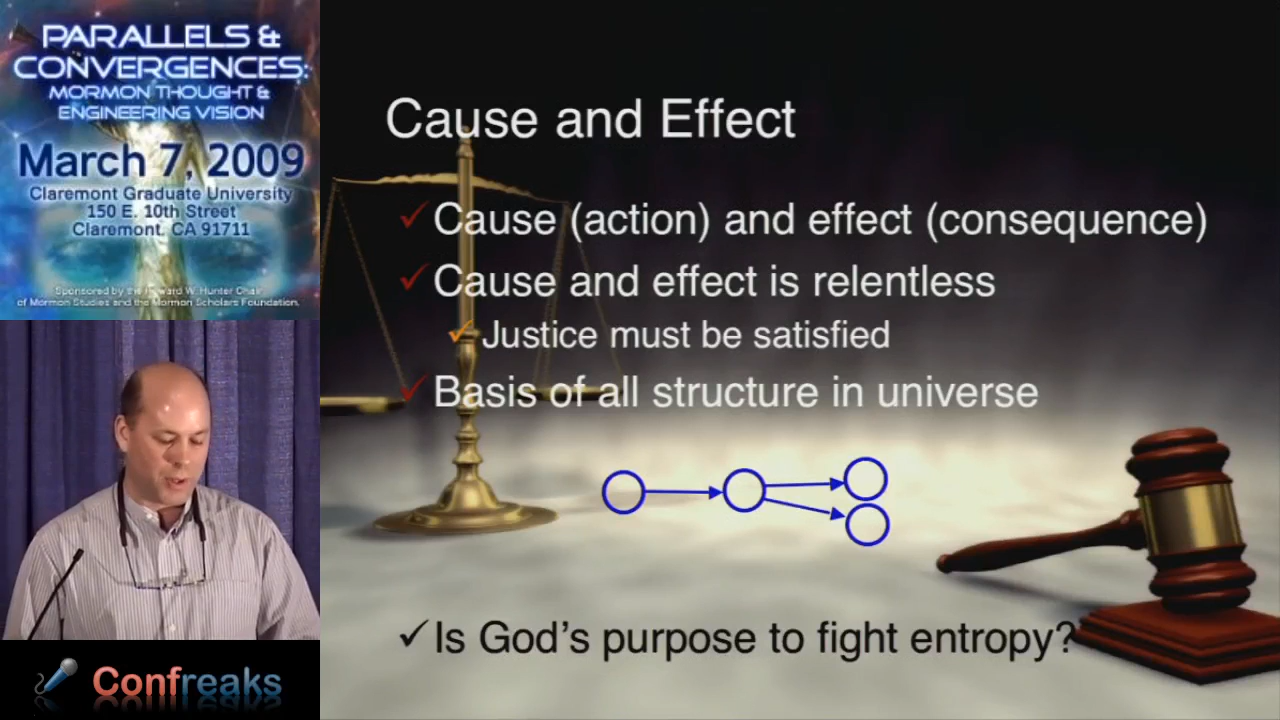 PARALLELS &
CONVERGENCES:
MORMON THOUGHT &
ENGINEERING VISION
March 7, 2009
Claremont Graduate University
150 E. 10th Street
Claremont, CA 91711
Sponsored by the Howard W. Hunter Chair
of Mormon Studies and the Mormon Scholars Foundation.
Confreaks
Cause and Effect
Cause (action) and effect (consequence)
Cause and effect is relentless
Justice must be satisfied
Basis of all structure in universe
Is God's purpose to fight entropy?